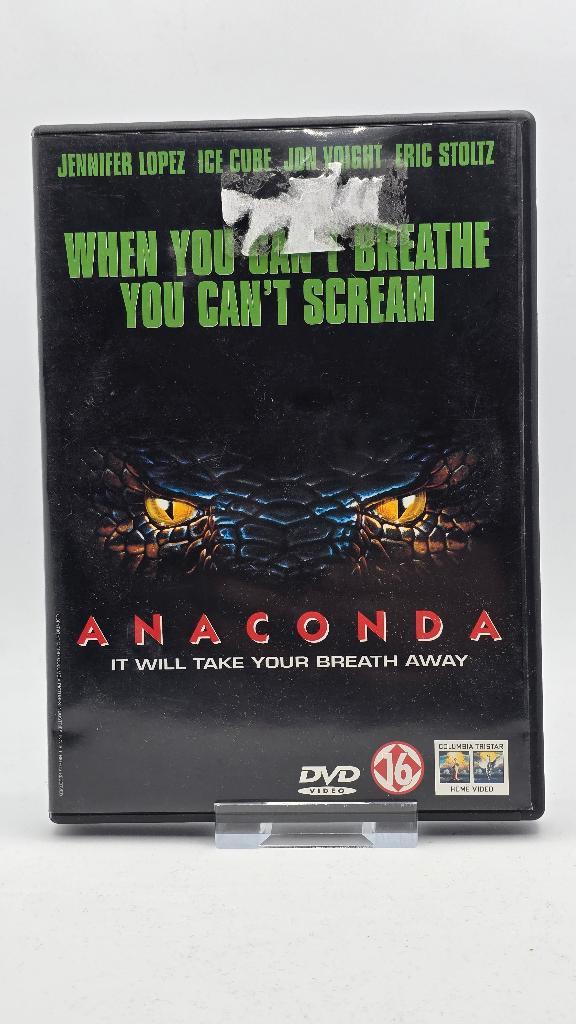 JENNIFER LOPEZ ICE CUBE JON VOIGHT ERIC STOLTZ
WHEN YOU CAN'T BREATHE
YOU CAN'T SCREAM
ANACONDA
IT WILL TAKE YOUR BREATH AWAY
DVD
VIDEO
16
COLUMBIA TRISTAR
HOME VIDEO